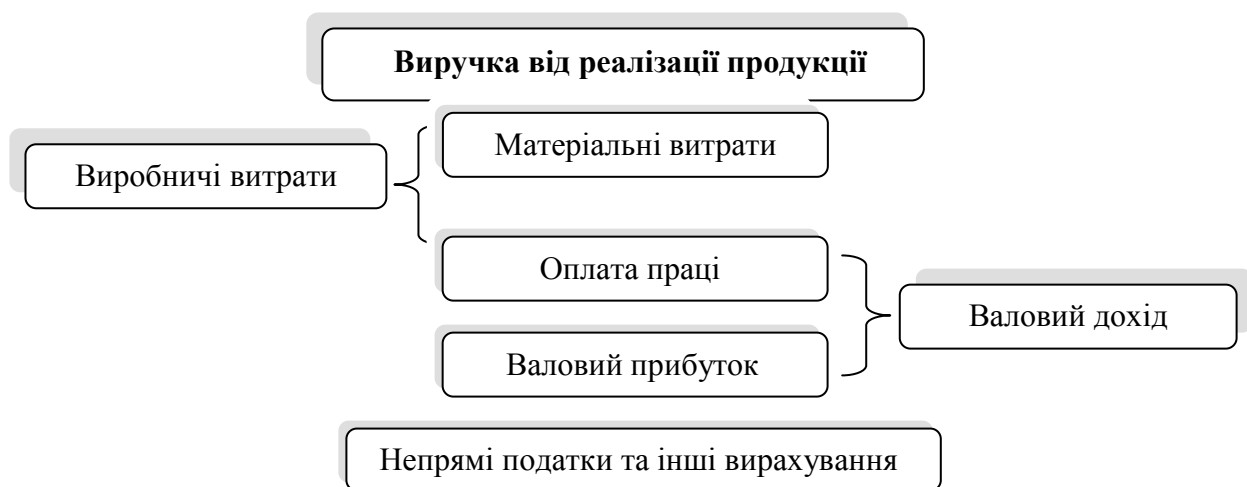 Виручка від реалізації продукції
Матеріальні витрати
Виробничі витрати
Оплата праці
Валовий дохід
Валовий прибуток
Непрямі податки та інші вирахування